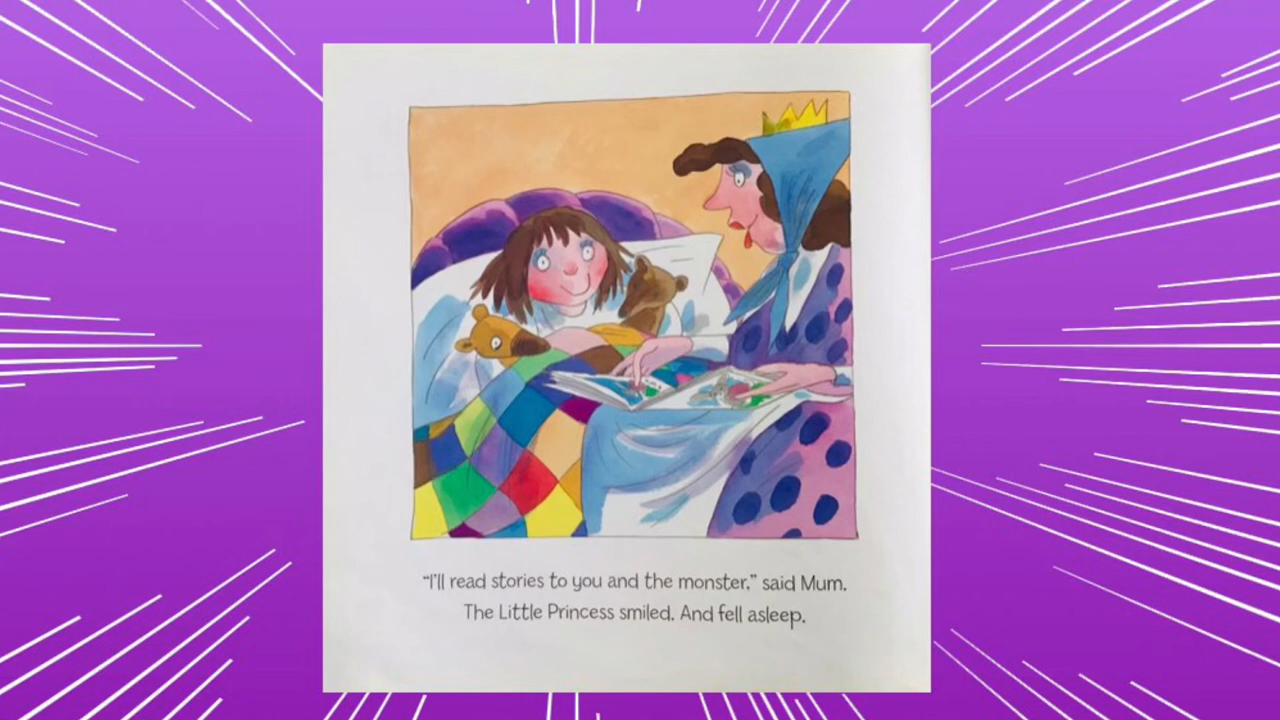 “I’ll read stories to you and the monster,” said Mum.
The Little Princess smiled. And fell asleep.